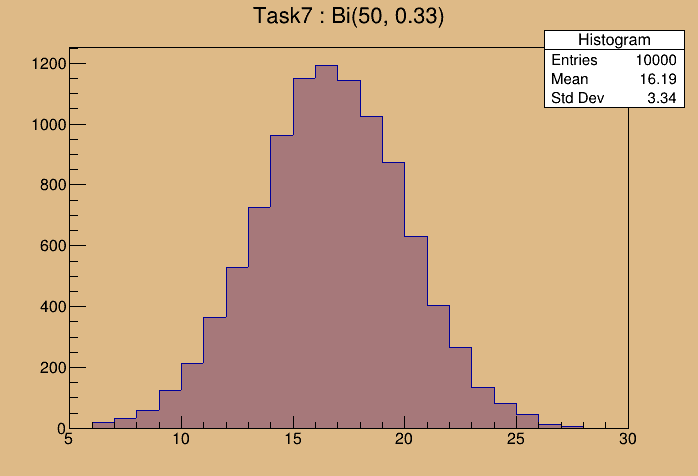 Task7 : Bi(50, 0.33)
Histogram
Entries 10000
Mean 16.19
Std Dev 3.34
1200
1000
800
600
400
200
0
5 10 15 20 25 30